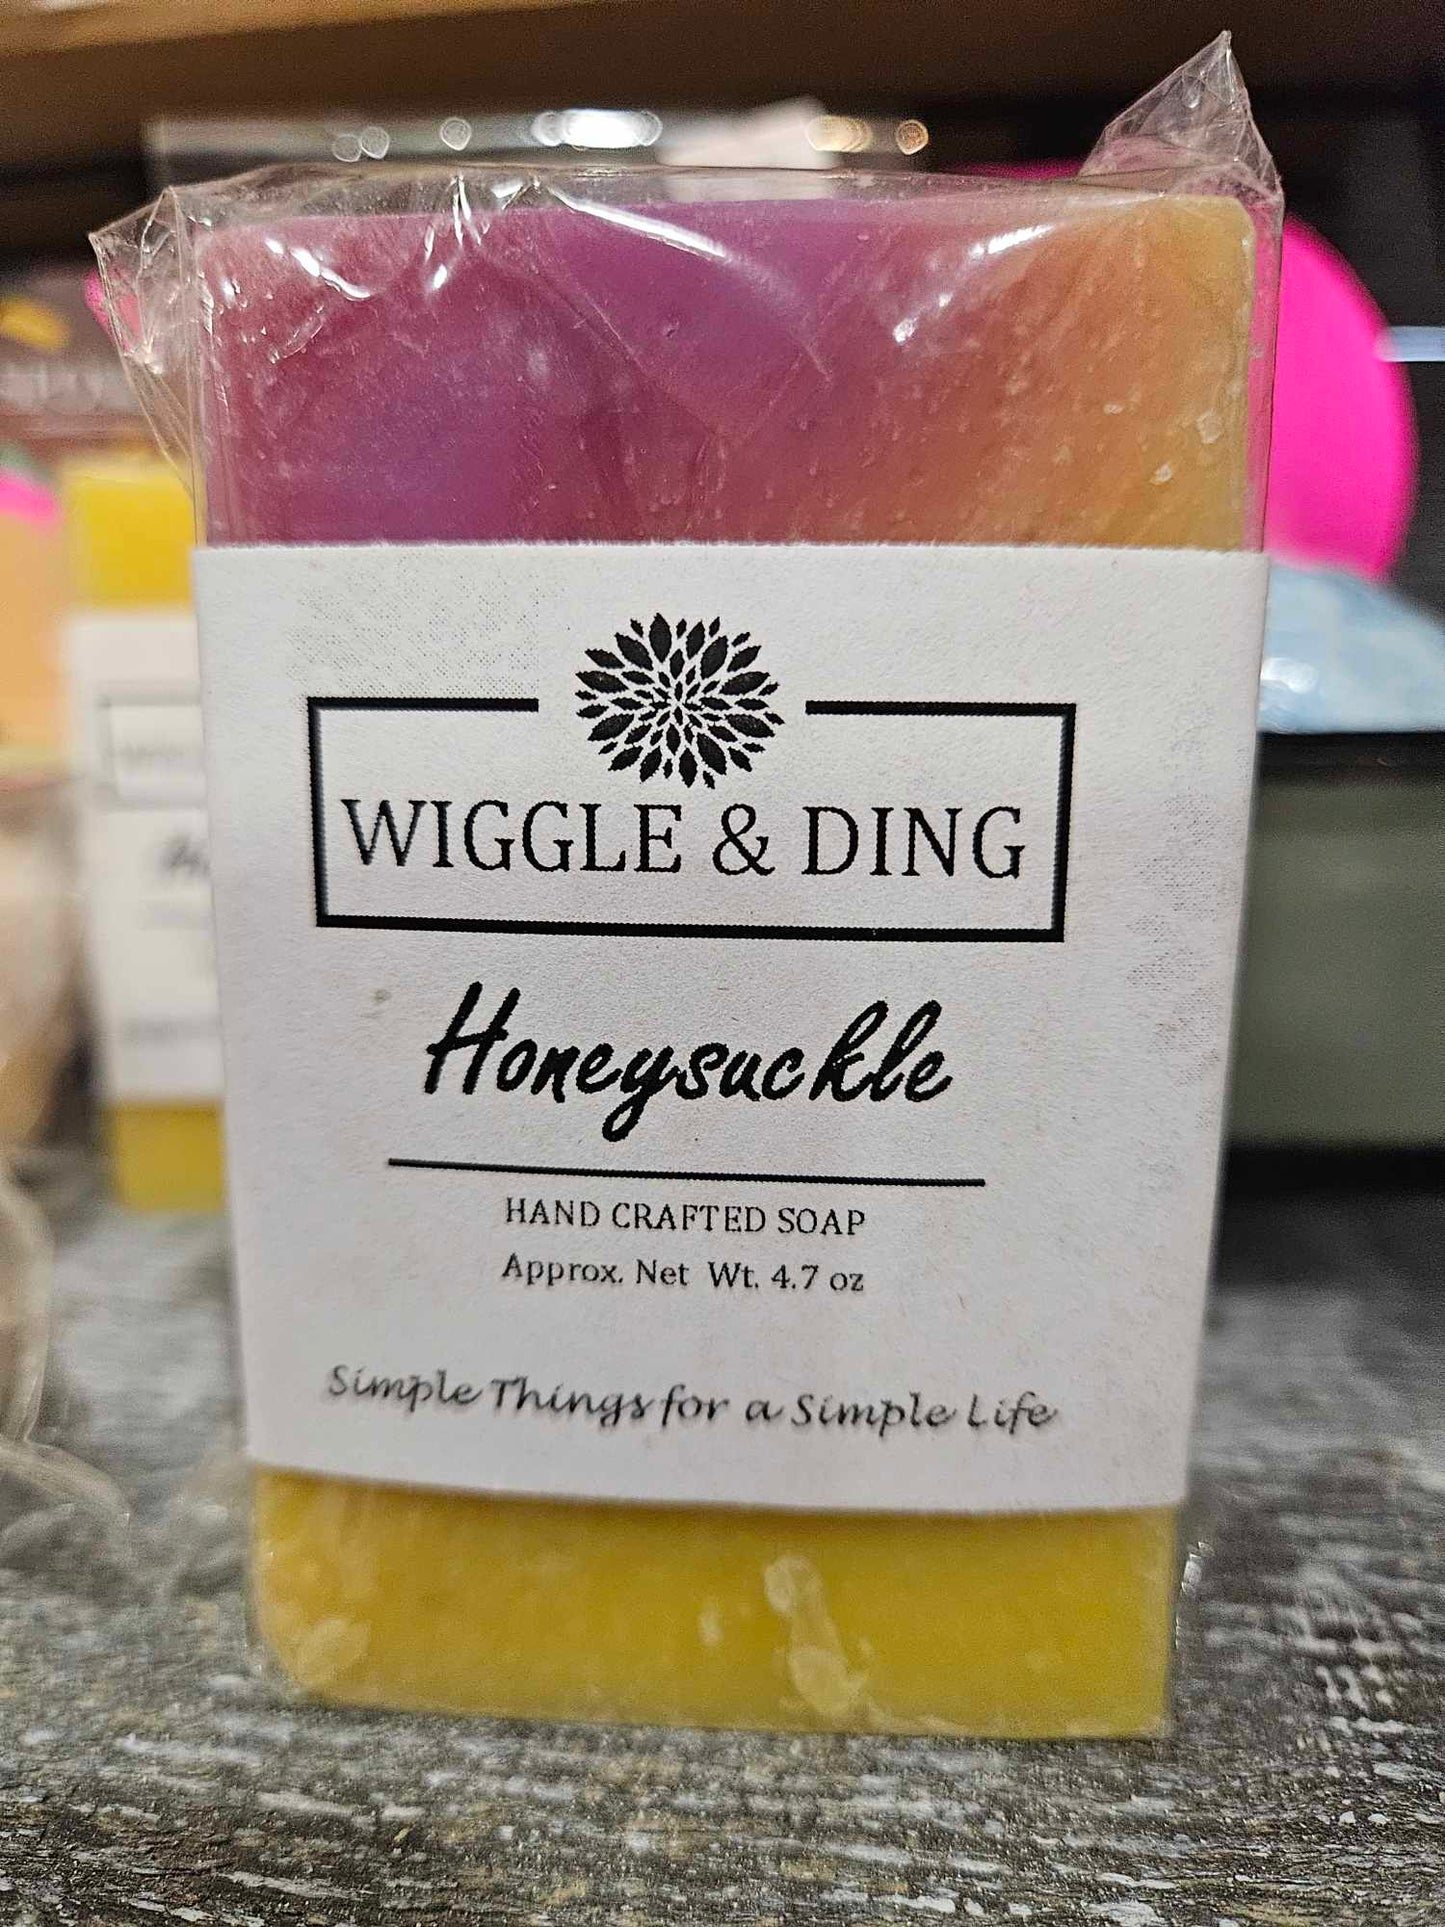 WIGGLE & DING
Honeysuckle
HAND CRAFTED SOAP
Approx. Net Wt. 4.7 oz
Simple Things for a Simple Life